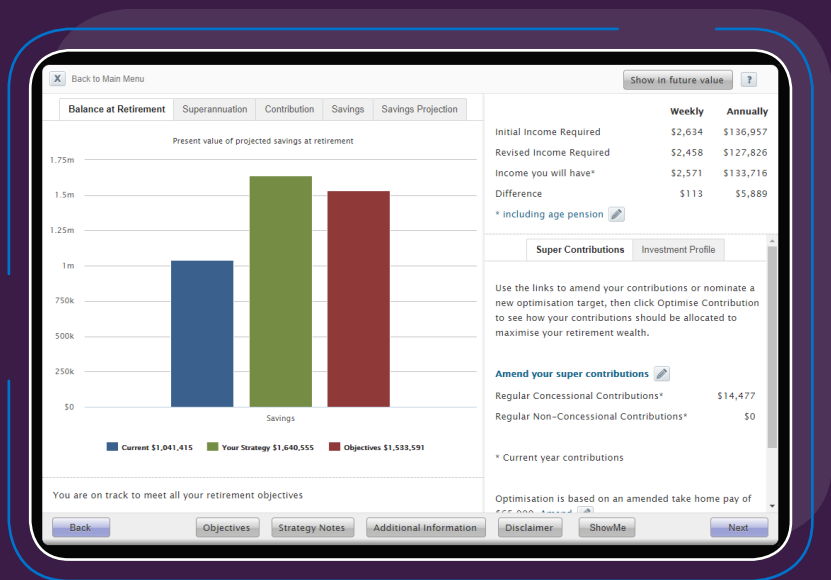 X Back to Main Menu
Show in future value ?
Balance at Retirement Superannuation Contribution Savings Savings Projection
Present value of projected savings at retirement
1.75m
1.5m
1.25m
1m
750k
500k
250k
$0
Savings
Current $1,041,415 Your Strategy $1,640,555 Objectives $1,533,591
You are on track to meet all your retirement objectives
Weekly Annually
Initial Income Required $2,634 $136,957
Revised Income Required $2,458 $127,826
Income you will have* $2,571 $133,716
Difference $113 $5,889
* including age pension
Super Contributions Investment Profile
Use the links to amend your contributions or nominate a
new optimisation target, then click Optimise Contribution
to see how your contributions should be allocated to
maximise your retirement wealth.
Amend your super contributions
Regular Concessional Contributions* $14,477
Regular Non-Concessional Contributions* $0
* Current year contributions
Optimisation is based on an amended take home pay of
Back Objectives Strategy Notes Additional Information Disclaimer ShowMe Next